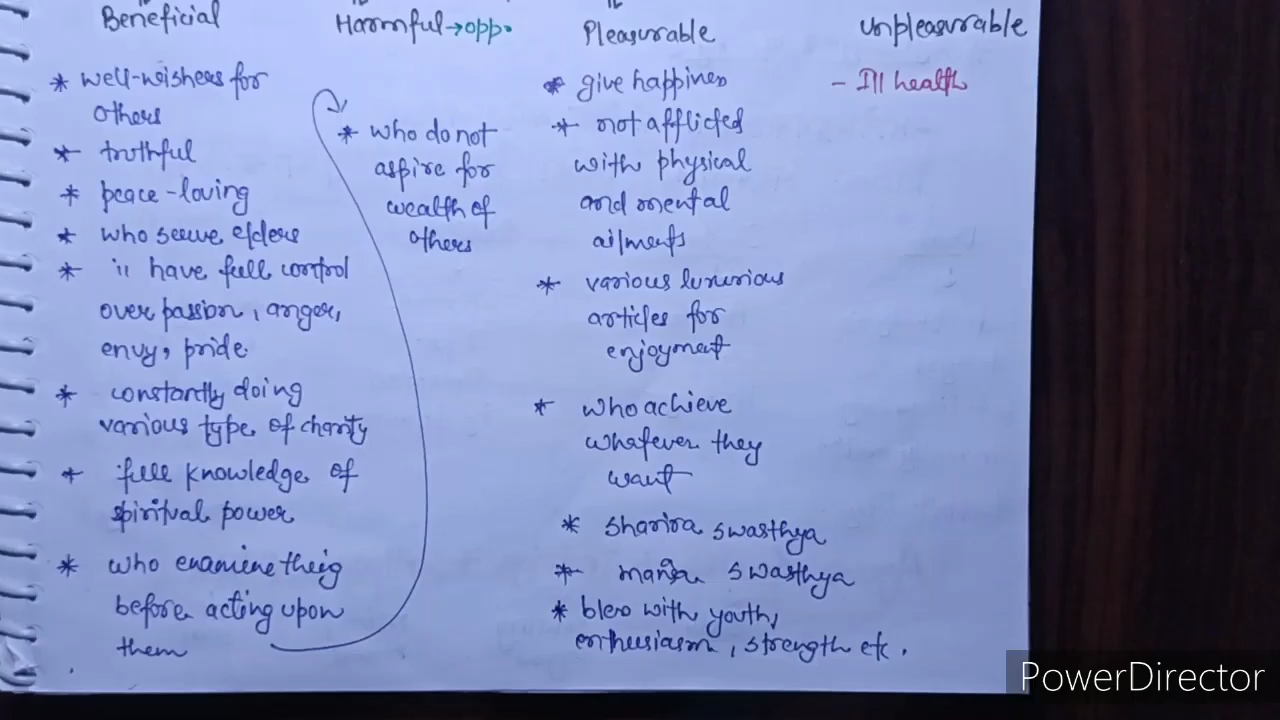 Beneficial
Harmful → oppo
Pleasurable
Unpleasurable
* well-wishers for
others
* truthful
* peace-loving
* who serve elders
* " have full control
over passion, anger,
envy, pride
* constantly doing
various type of charity
* full knowledge of
spiritual power
* who examine thing
before acting upon
them
* who do not
aspire for
wealth of
others
* give happiness
* not afflicted
with physical
and mental
ailments
* various luxurious
articles for
enjoyment
* who achieve
whatever they
want
* sharira swasthya
* mansa swasthya
* bless with youth,
enthusiasm, strength etc.
- Ill health
PowerDirector